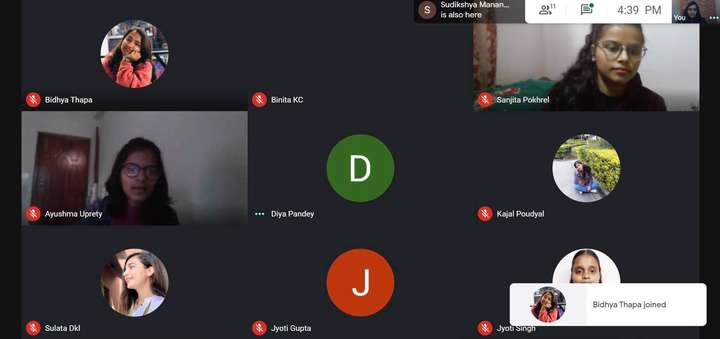 S
Sudikshya Manan...
is also here
11
4:39 PM
You
Bidhya Thapa
Binita KC
Sanjita Pokhrel
Ayushma Uprety
D
Diya Pandey
Kajal Poudyal
Sulata Dkl
J
Jyoti Gupta
Jyoti Singh
Bidhya Thapa joined